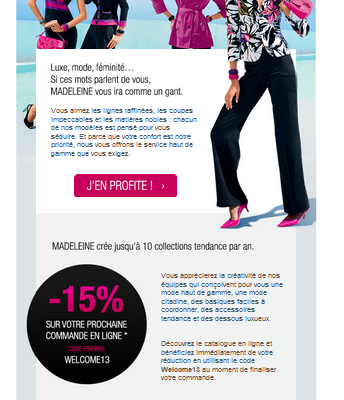 Luxe, mode, féminité…
Si ces mots parlent de vous,
MADELEINE vous ira comme un gant.
Vous aimez les lignes raffinées, les coupes
impeccables et les matières nobles : chacun
de nos modèles est pensé pour vous
séduire. Et parce que votre confort est notre
priorité, nous vous offrons le service haut de
gamme que vous exigez.
J'EN PROFITE ! ›
MADELEINE crée jusqu'à 10 collections tendance par an.
-15%
SUR VOTRE PROCHAINE
COMMANDE EN LIGNE *
CODE PROMO:
WELCOME13
Vous apprécierez la créativité de nos
équipes qui conçoivent pour vous une
mode haut de gamme, une mode
citadine, des basiques faciles à
coordonner, des accessoires
tendance et des dessous luxueux.
Découvrez le catalogue en ligne et
bénéficiez immédiatement de votre
réduction en utilisant le code
Welcome13 au moment de finaliser
votre commande.